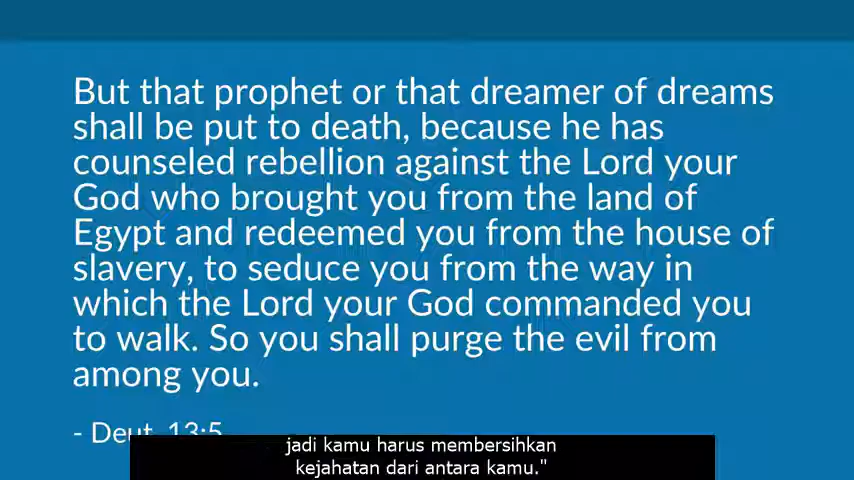 But that prophet or that dreamer of dreams
shall be put to death, because he has
counseled rebellion against the Lord your
God who brought you from the land of
Egypt and redeemed you from the house of
slavery, to seduce you from the way in
which the Lord your God commanded you
to walk. So you shall purge the evil from
among you.
- Deut. 13:5
jadi kamu harus membersihkan
kejahatan dari antara kamu."